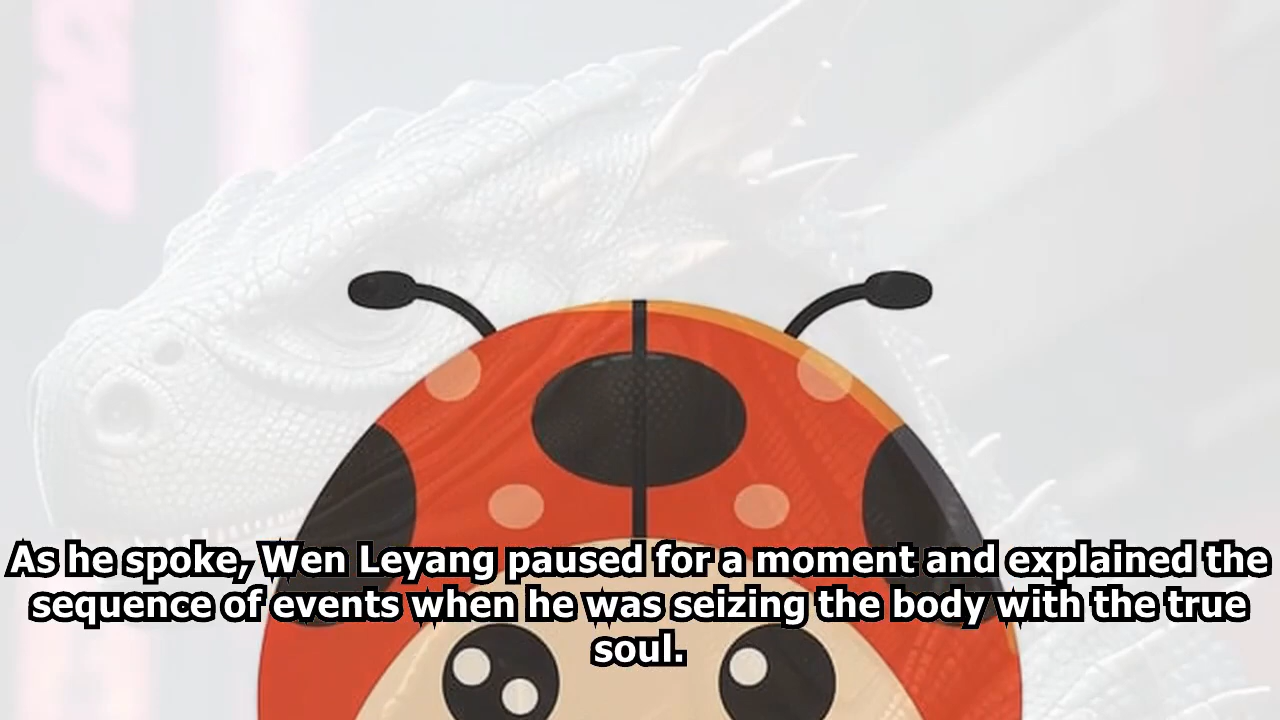 As he spoke, Wen Leyang paused for a moment and explained the
sequence of events when he was seizing the body with the true
soul.